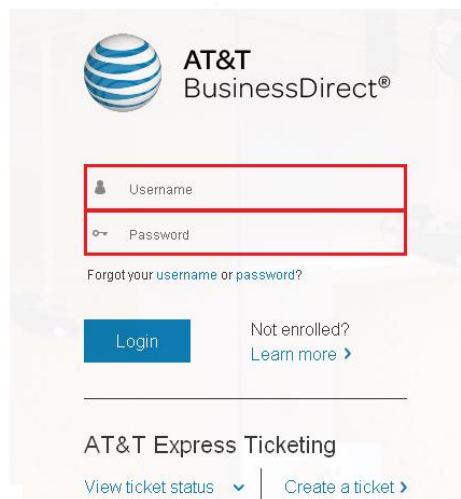 AT&T
BusinessDirect®
Username
Password
Forgot your username or password?
Login
Not enrolled?
Learn more >
AT&T Express Ticketing
View ticket status
Create a ticket >